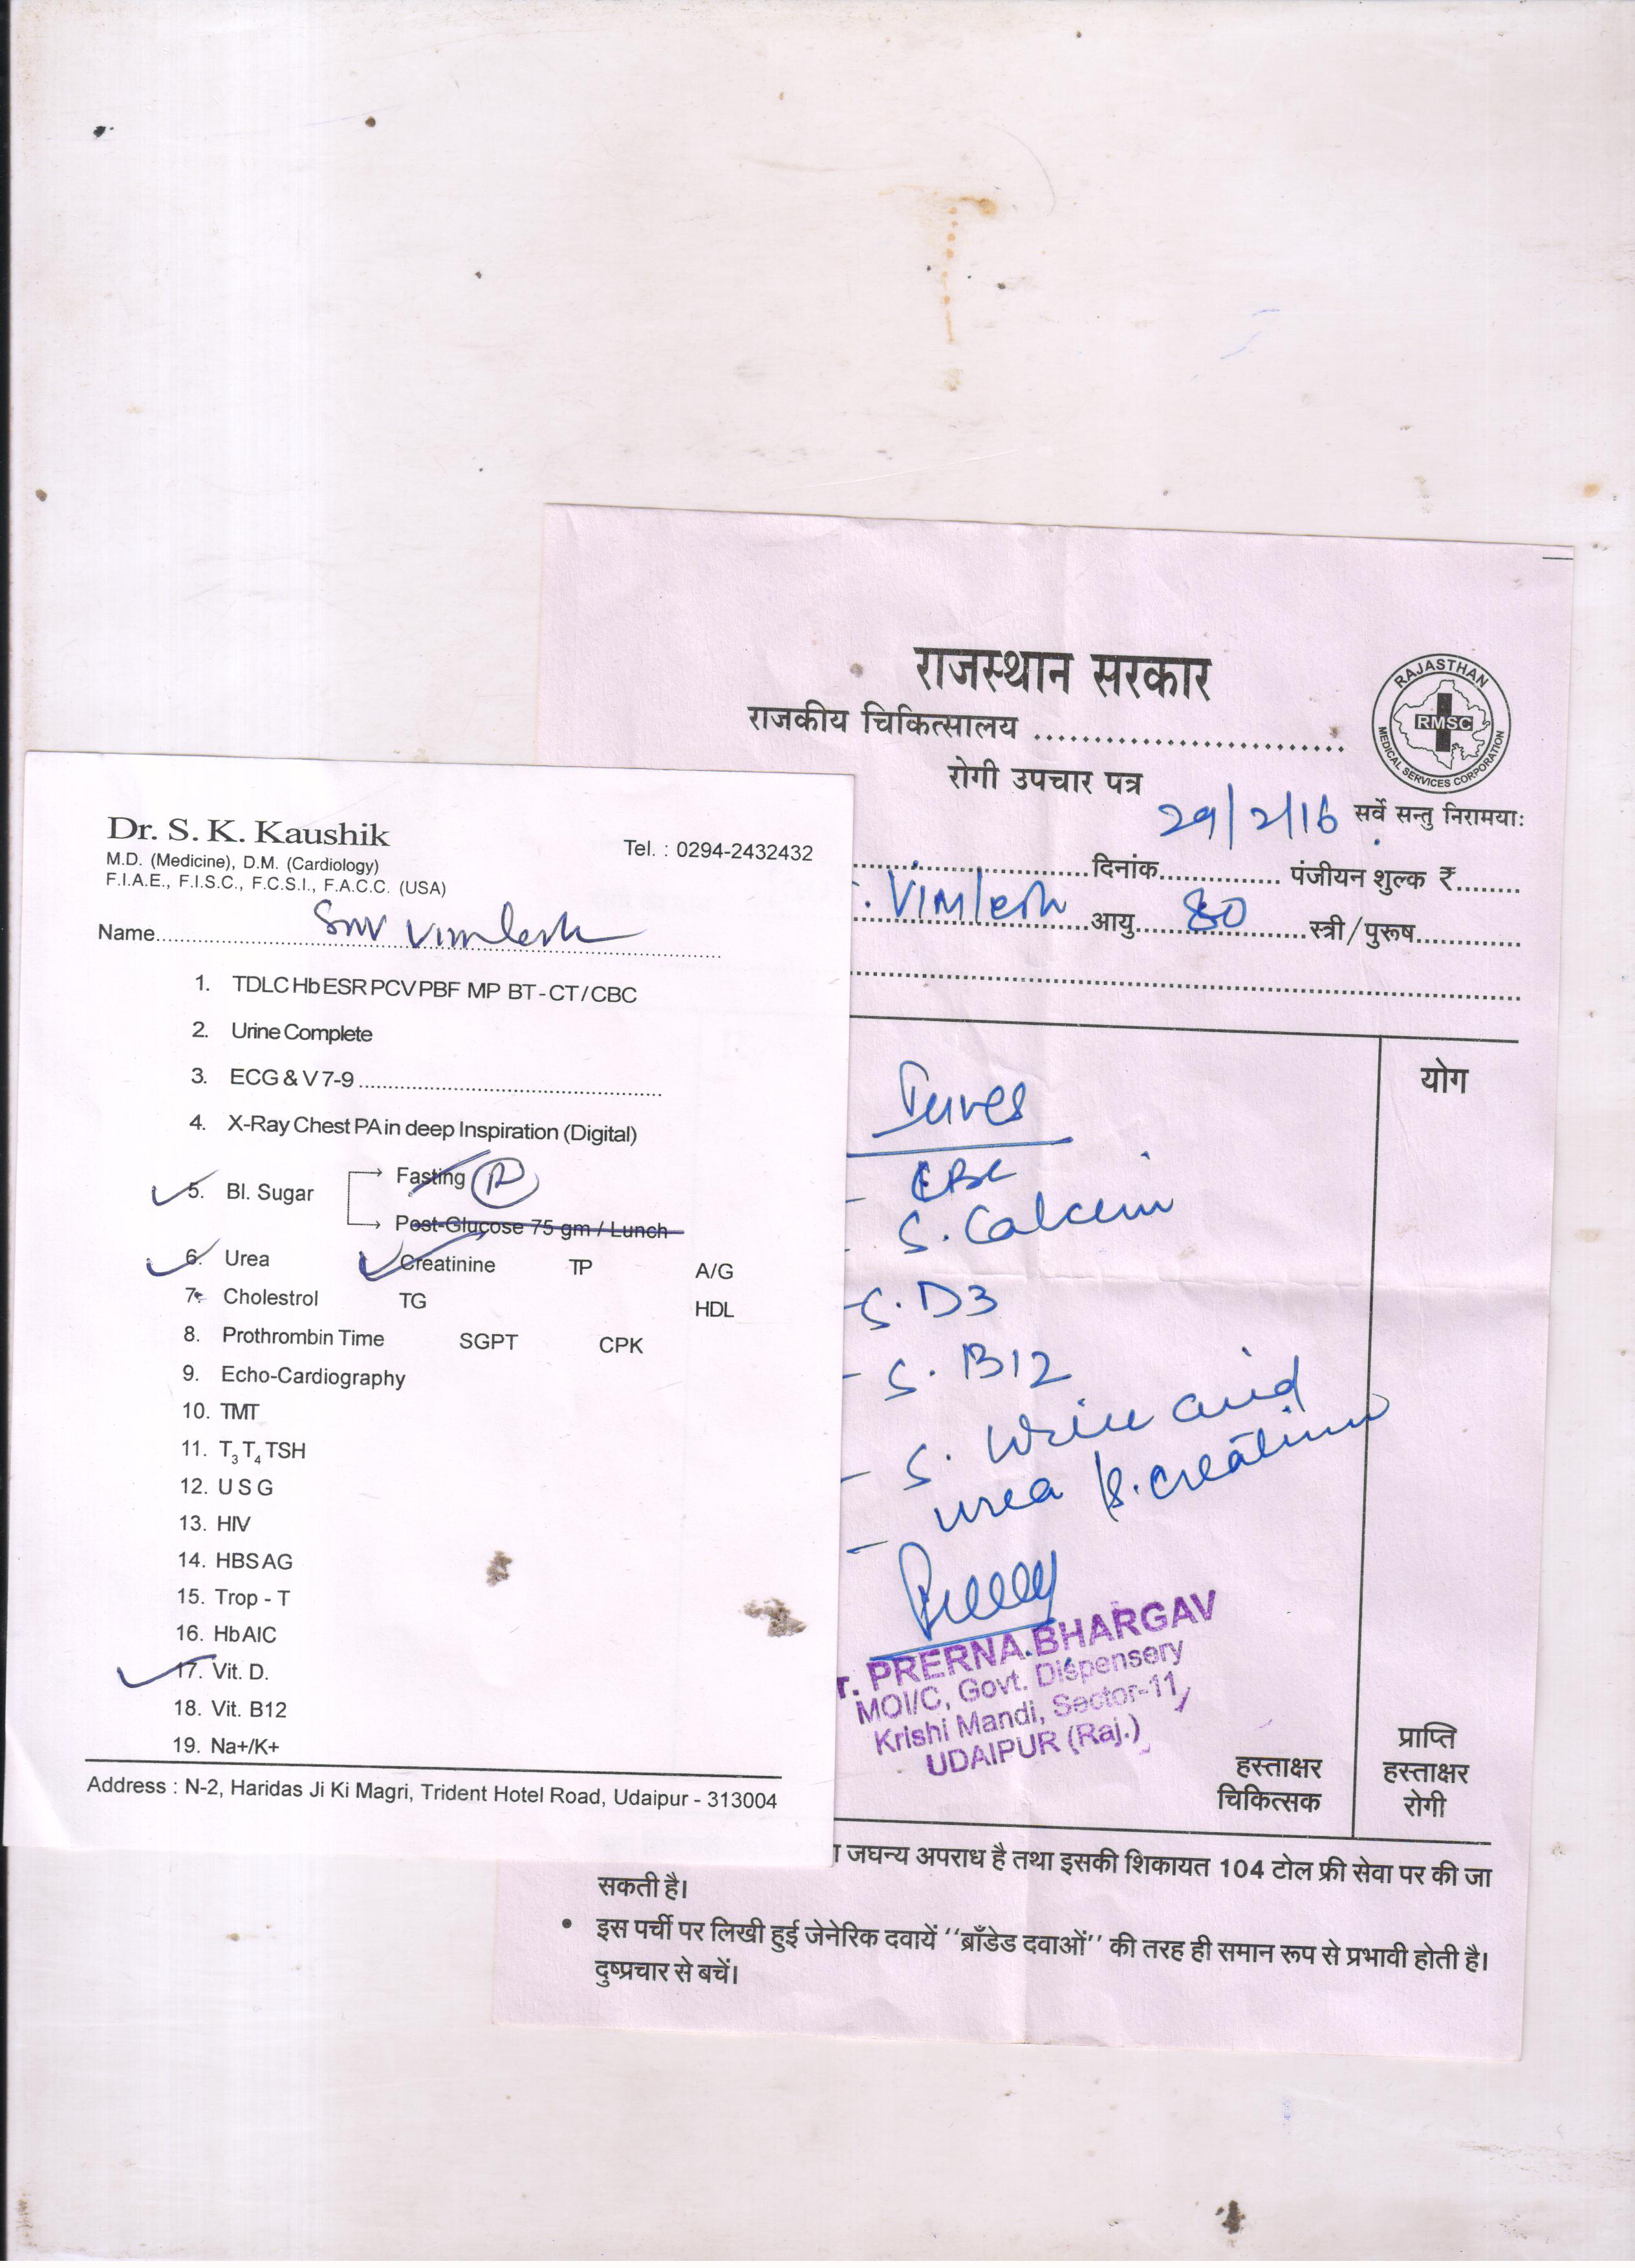 Dr. S. K. Kaushik
M.D. (Medicine), D.M. (Cardiology)
F.I.A.E., F.I.S.C., F.C.S.I., F.A.C.C. (USA)
Tel. : 0294-2432432
Name.......... Vimlesh
1. TDLC Hb ESR PCV PBF MP BT - CT / CBC
2. Urine Complete
3. ECG & V 7-9 ..........
4. X-Ray Chest PA in deep Inspiration (Digital)
5. Bl. Sugar Fasting R
Post-Glucose 75 gm / Lunch
6. Urea Creatinine TP A/G
7. Cholestrol TG HDL
8. Prothrombin Time SGPT CPK
9. Echo-Cardiography
10. TMT
11. T3 T4 TSH
12. U S G
13. HIV
14. HBSAG
15. Trop - T
16. HbAIC
17. Vit. D.
18. Vit. B12
19. Na+/K+
Address : N-2, Haridas Ji Ki Magri, Trident Hotel Road, Udaipur - 313004
राजस्थान सरकार
राजकीय चिकित्सालय ..........
रोगी उपचार पत्र
RAJASTHAN
RMSC
MEDICAL SERVICES CORPORATION
सर्वे सन्तु निरामयाः
दिनांक.......... 29/2/16 पंजीयन शुल्क ₹........
Vimlesh आयु.......... 80 स्त्री/पुरूष..........
योग
- CBC
- S. Calcium
- S. D3
- S. B12
- S. Uric acid
- urea / S. creatinine
r. PRERNA BHARGAV
MOI/C, Govt. Dispensery
Krishi Mandi, Sector-11,
UDAIPUR (Raj.)
हस्ताक्षर
चिकित्सक
प्राप्ति
हस्ताक्षर
रोगी
जघन्य अपराध है तथा इसकी शिकायत 104 टोल फ्री सेवा पर की जा
सकती है।
• इस पर्ची पर लिखी हुई जेनेरिक दवायें ''ब्राँडेड दवाओं'' की तरह ही समान रूप से प्रभावी होती है।
दुष्प्रचार से बचें।